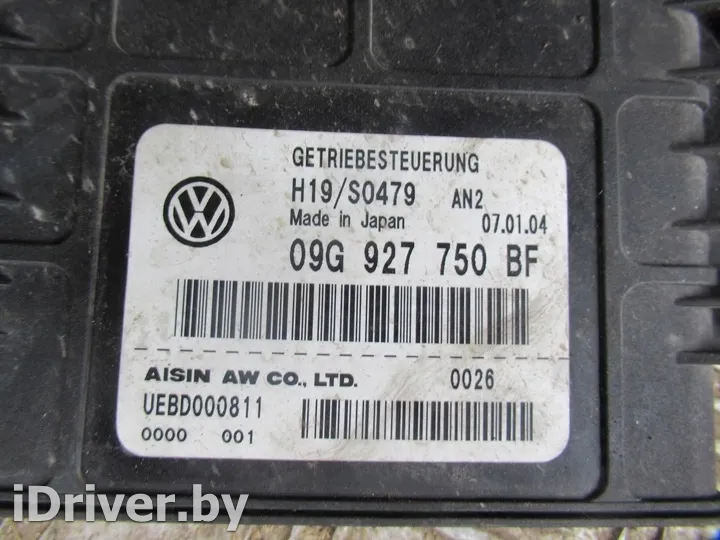 GETRIEBESTEUERUNG
H19/S0479 AN2
Made in Japan 07.01.04
09G 927 750 BF
AISIN AW CO., LTD. 0026
UEBD000811
0000 001
iDriver.by